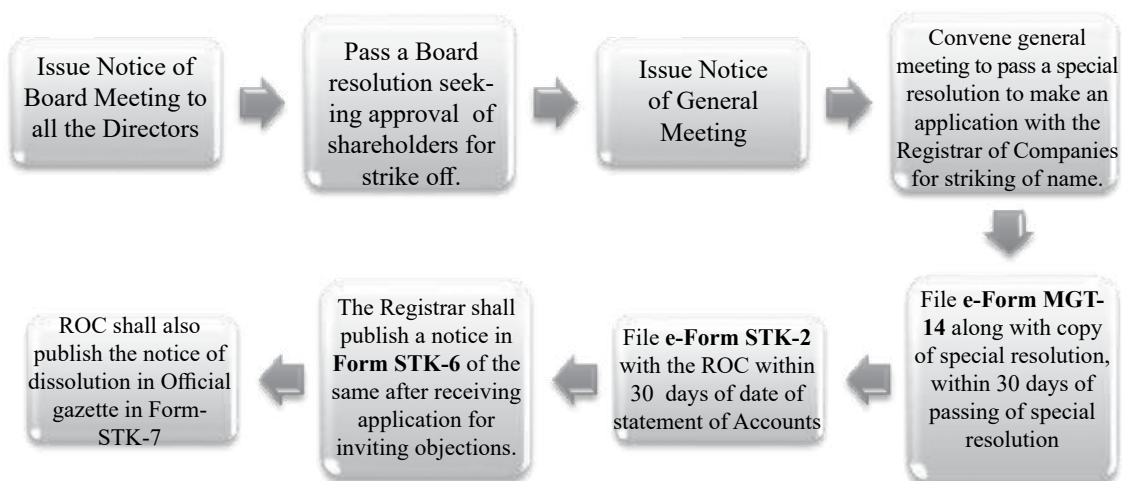 Issue Notice of
Board Meeting to
all the Directors
Pass a Board
resolution seek-
ing approval of
shareholders for
strike off.
Issue Notice
of General
Meeting
Convene general
meeting to pass a special
resolution to make an
application with the
Registrar of Companies
for striking of name.
File e-Form MGT-
14 along with copy
of special resolution,
within 30 days of
passing of special
resolution
File e-Form STK-2
with the ROC within
30 days of date of
statement of Accounts
The Registrar shall
publish a notice in
Form STK-6 of the
same after receiving
application for
inviting objections.
ROC shall also
publish the notice of
dissolution in Official
gazette in Form-
STK-7